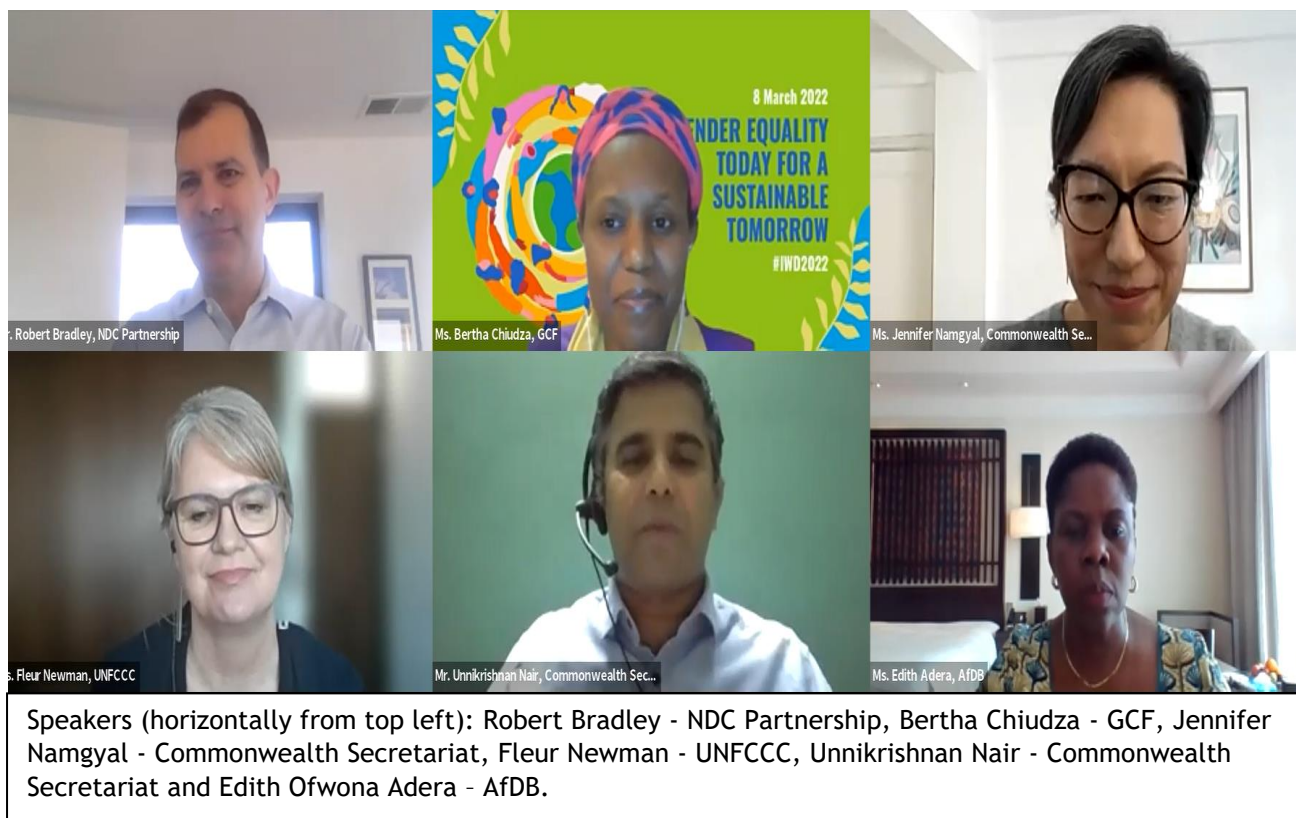 8 March 2022
ENDER EQUALITY
TODAY FOR A
SUSTAINABLE
TOMORROW
#IWD2022
r. Robert Bradley, NDC Partnership
Ms. Bertha Chiudza, GCF
Ms. Jennifer Namgyal, Commonwealth Se...
s. Fleur Newman, UNFCCC
Mr. Unnikrishnan Nair, Commonwealth Sec...
Ms. Edith Adera, AfDB
Speakers (horizontally from top left): Robert Bradley - NDC Partnership, Bertha Chiudza - GCF, Jennifer
Namgyal - Commonwealth Secretariat, Fleur Newman - UNFCCC, Unnikrishnan Nair - Commonwealth
Secretariat and Edith Ofwona Adera – AfDB.